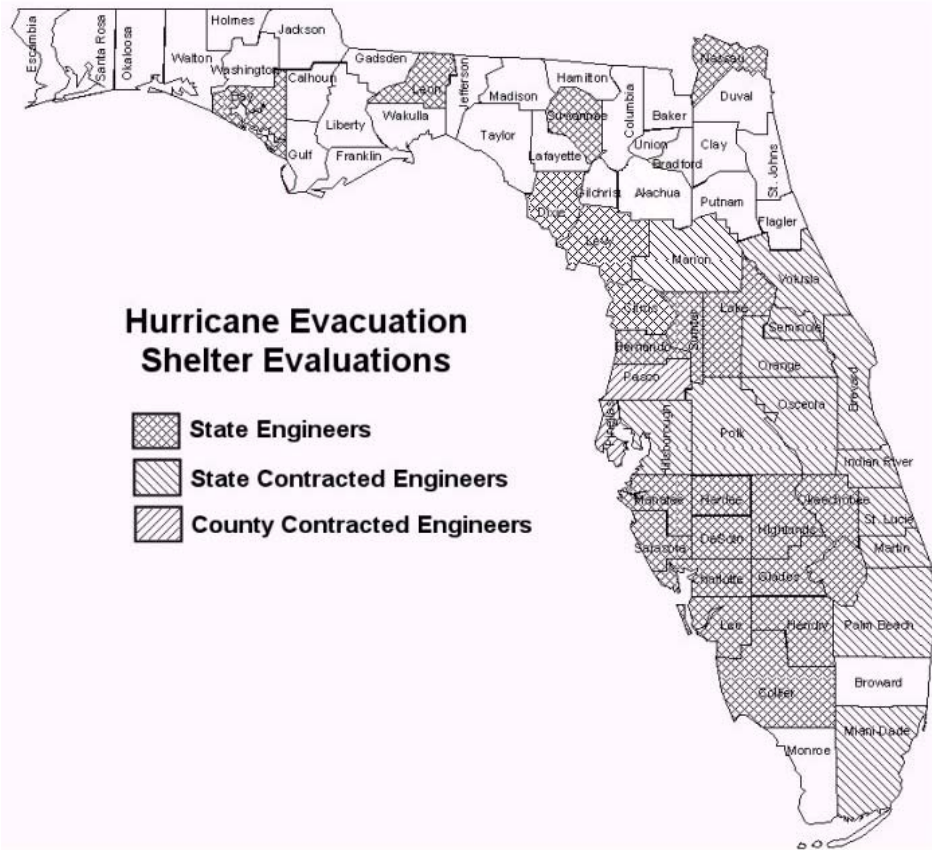 Holmes
Jackson
Escambia
Santa Rosa
Okaloosa
Walton
Washington
Gadsden
Calhoun
Leon
Jefferson
Madison
Hamilton
Nassau
Bay
Liberty
Wakulla
Taylor
Suwannee
Columbia
Baker
Duval
Gulf
Franklin
Lafayette
Union
Bradford
Clay
St. Johns
Gilchrist
Alachua
Putnam
Dixie
Flagler
Levy
Marion
Volusia
Citrus
Sumter
Lake
Seminole
Hernando
Orange
Pasco
Brevard
Osceola
Pinellas
Hillsborough
Polk
Indian River
Manatee
Hardee
Okeechobee
Highlands
St. Lucie
Sarasota
DeSoto
Martin
Charlotte
Glades
Lee
Hendry
Palm Beach
Collier
Broward
Miami Dade
Monroe
Hurricane Evacuation
Shelter Evaluations
State Engineers
State Contracted Engineers
County Contracted Engineers